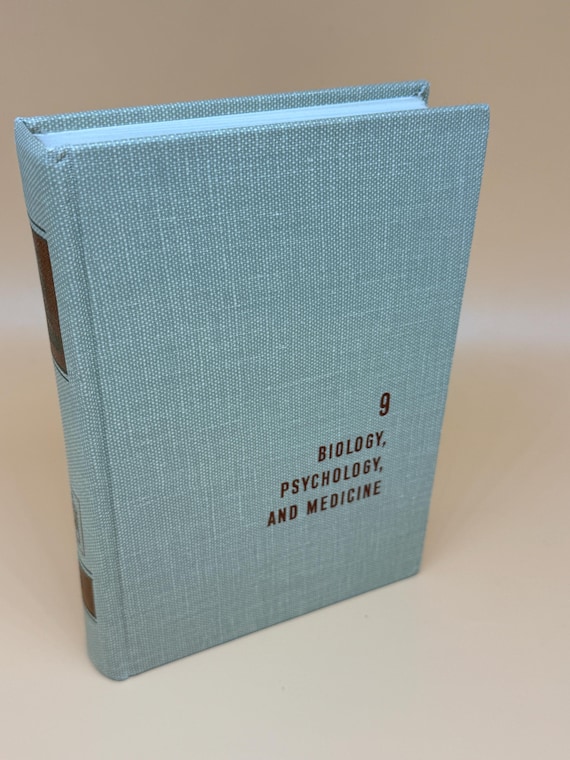 9
BIOLOGY,
PSYCHOLOGY,
AND MEDICINE